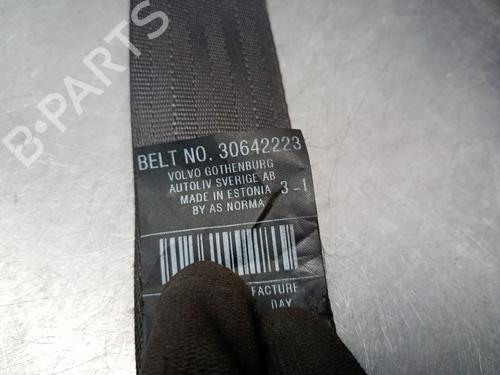 B-PARTS
BELT NO. 30642223
VOLVO GOTHENBURG
AUTOLIV SVERIGE AB
MADE IN ESTONIA 3-1
BY AS NORMA
FACTURE
DAY